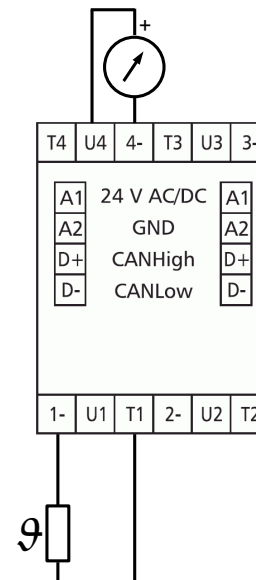 +
T4 U4 4- T3 U3 3-
A1 24 V AC/DC A1
A2 GND A2
D+ CANHigh D+
D- CANLow D-
1- U1 T1 2- U2 T2
ϑ